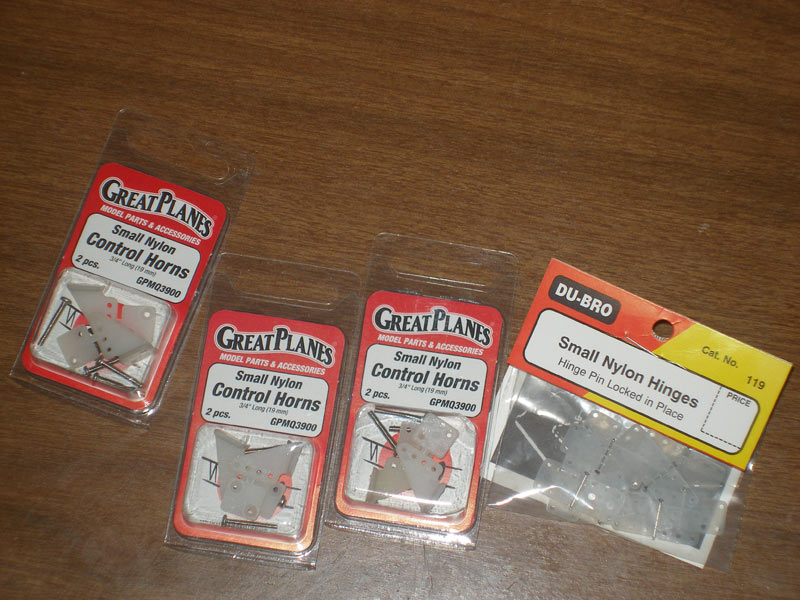 GREATPLANES
MODEL PARTS & ACCESSORIES
Small Nylon
Control Horns
3/4" Long (19 mm)
2 pcs.
GPMQ3900
GREATPLANES
MODEL PARTS & ACCESSORIES
Small Nylon
Control Horns
3/4" Long (19 mm)
2 pcs.
GPMQ3900
GREATPLANES
MODEL PARTS & ACCESSORIES
Small Nylon
Control Horns
3/4" Long (19 mm)
2 pcs.
GPMQ3900
DU-BRO
Cat. No. 119
Small Nylon Hinges
Hinge Pin Locked in Place
PRICE